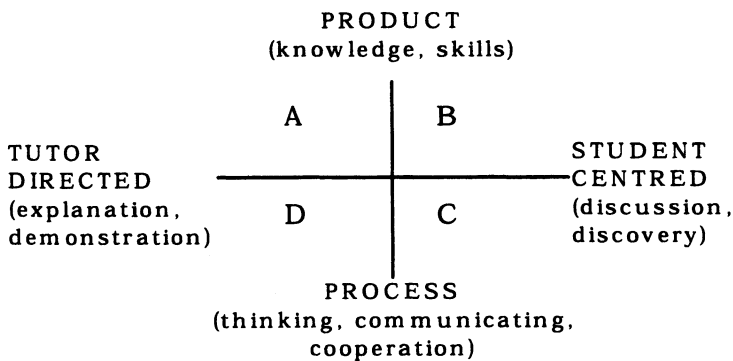 PRODUCT
(knowledge, skills)
A
B
TUTOR
DIRECTED
(explanation,
demonstration)
STUDENT
CENTRED
(discussion,
discovery)
D
C
PROCESS
(thinking, communicating,
cooperation)